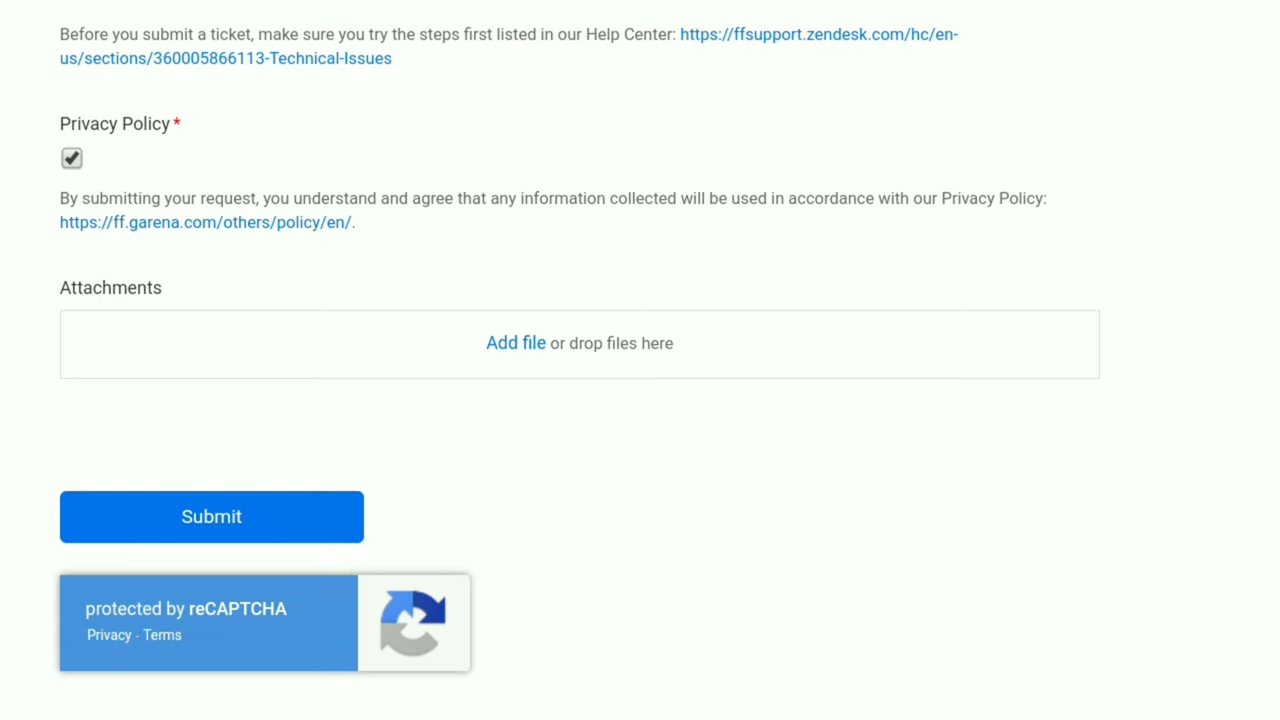 Before you submit a ticket, make sure you try the steps first listed in our Help Center: https://ffsupport.zendesk.com/hc/en-
us/sections/360005866113-Technical-Issues
Privacy Policy *
By submitting your request, you understand and agree that any information collected will be used in accordance with our Privacy Policy:
https://ff.garena.com/others/policy/en/.
Attachments
Add file or drop files here
Submit
protected by reCAPTCHA
Privacy - Terms